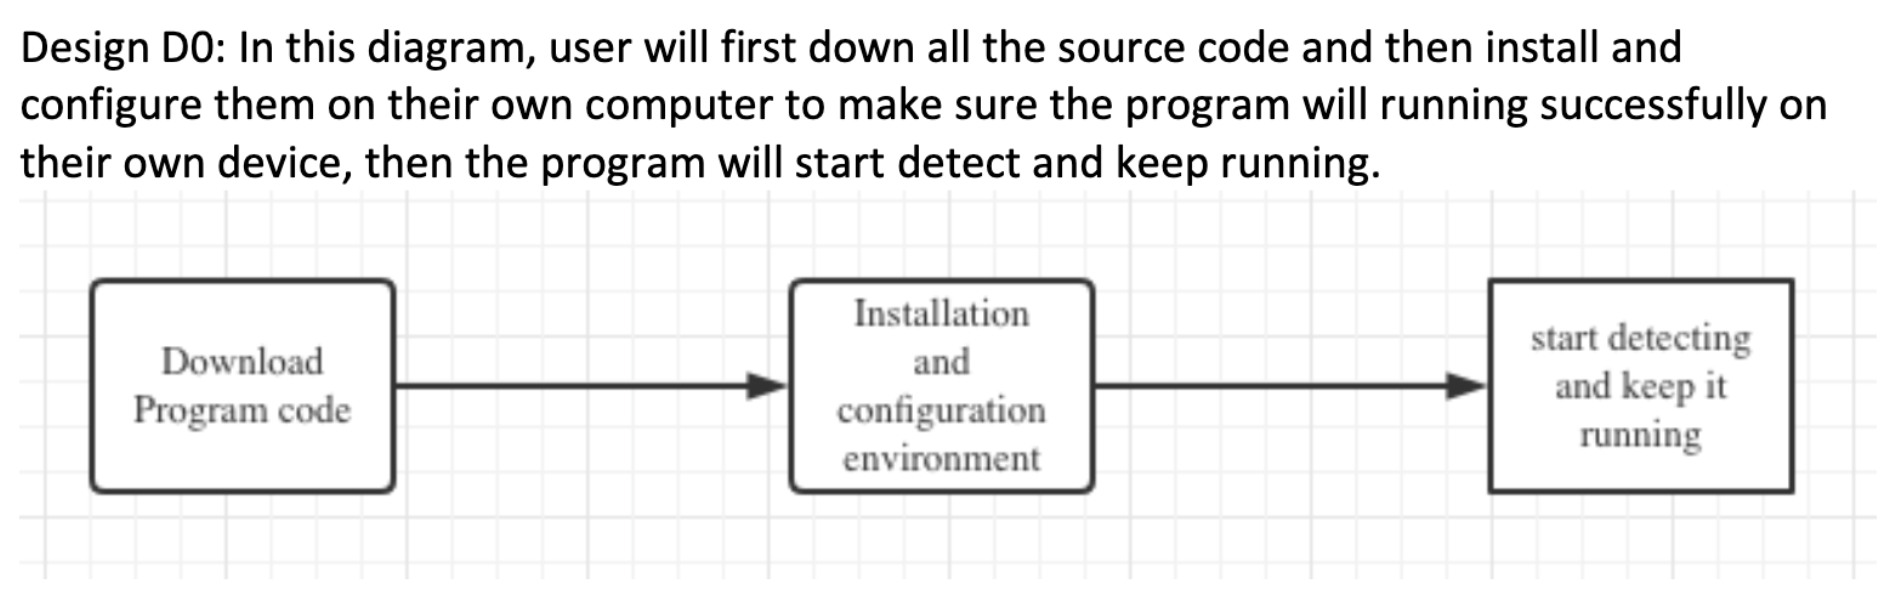 Design D0: In this diagram, user will first down all the source code and then install and
configure them on their own computer to make sure the program will running successfully on
their own device, then the program will start detect and keep running.
Download
Program code
Installation
and
configuration
environment
start detecting
and keep it
running